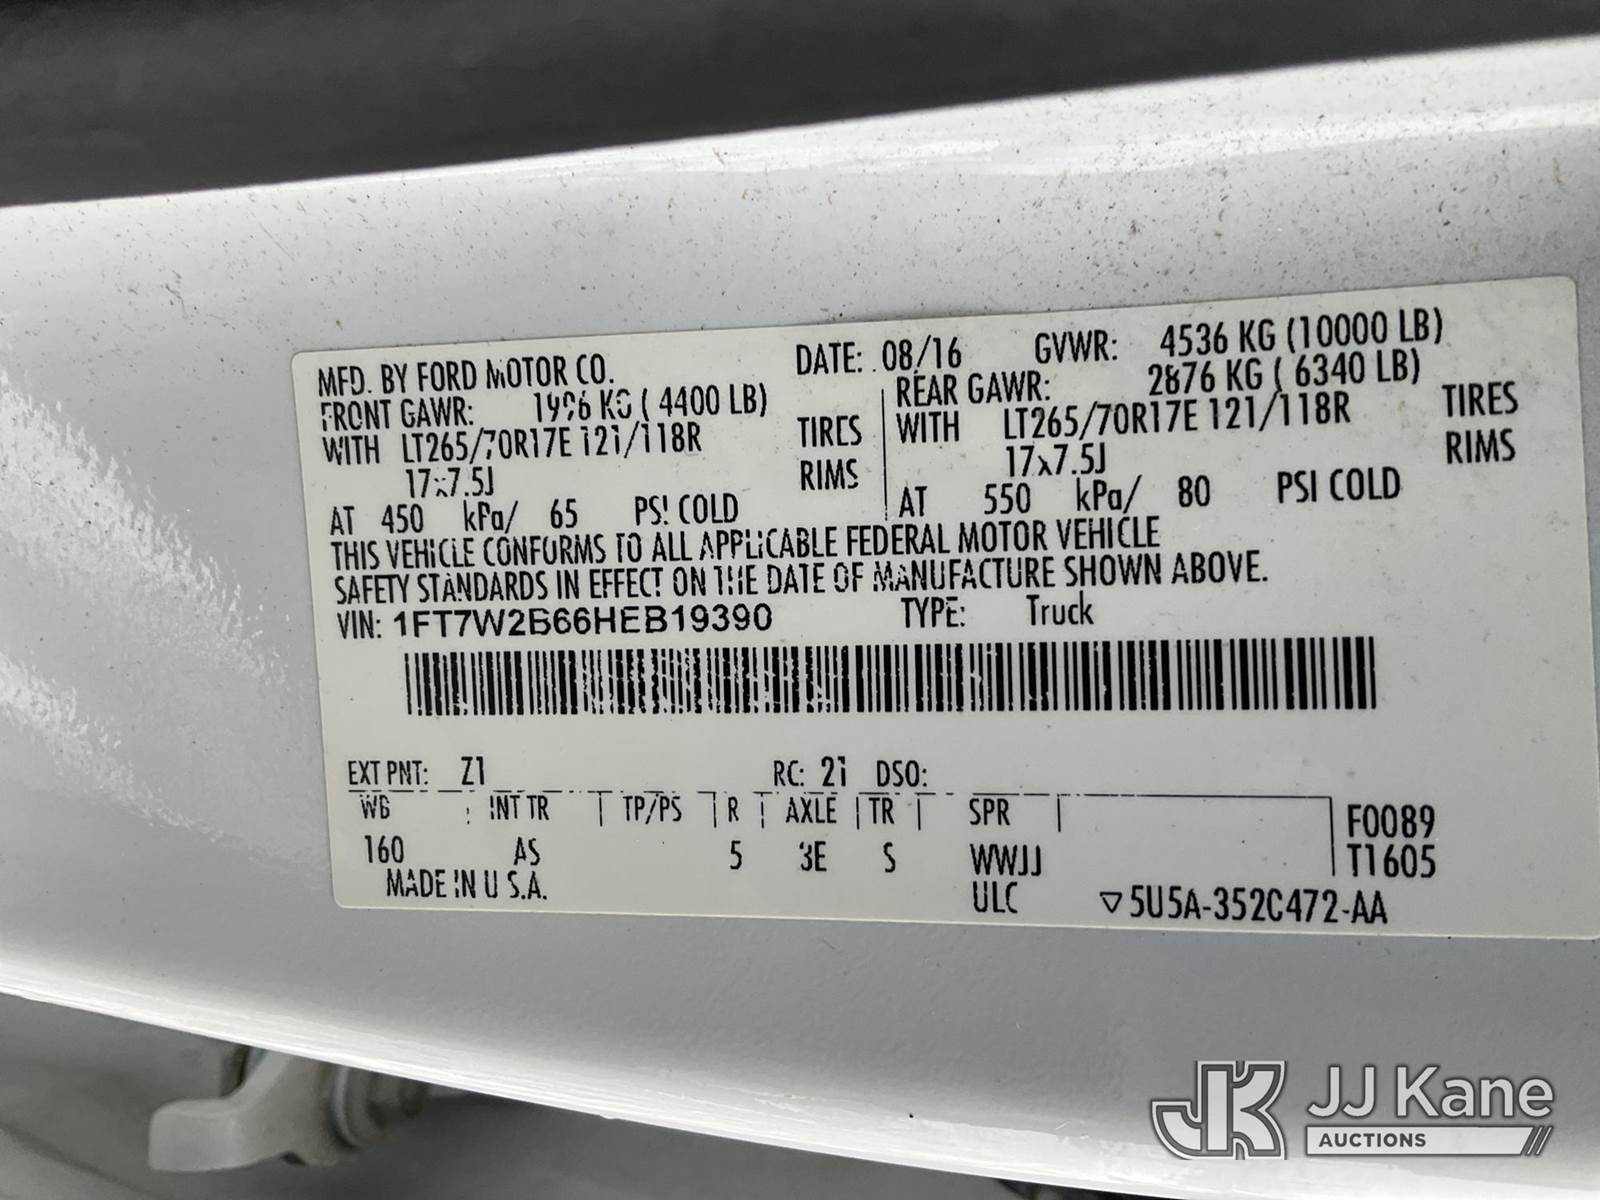 MFD. BY FORD MOTOR CO. DATE: 08/16 GVWR: 4536 KG (10000 LB)
FRONT GAWR: 1996 KG ( 4400 LB) REAR GAWR: 2876 KG ( 6340 LB)
WITH LT265/70R17E 121/118R TIRES WITH LT265/70R17E 121/118R TIRES
17x7.5J RIMS 17x7.5J RIMS
AT 450 kPa/ 65 PSI COLD AT 550 kPa/ 80 PSI COLD
THIS VEHICLE CONFORMS TO ALL APPLICABLE FEDERAL MOTOR VEHICLE
SAFETY STANDARDS IN EFFECT ON THE DATE OF MANUFACTURE SHOWN ABOVE.
VIN: 1FT7W2B66HEB19390 TYPE: Truck
EXT PNT: Z1 RC: 21 DSO:
WB INT TR TP/PS R AXLE TR SPR F0089
160 AS 5 3E S WWJJ T1605
MADE IN U.S.A. ULC ▽5U5A-352C472-AA
JJ Kane
AUCTIONS